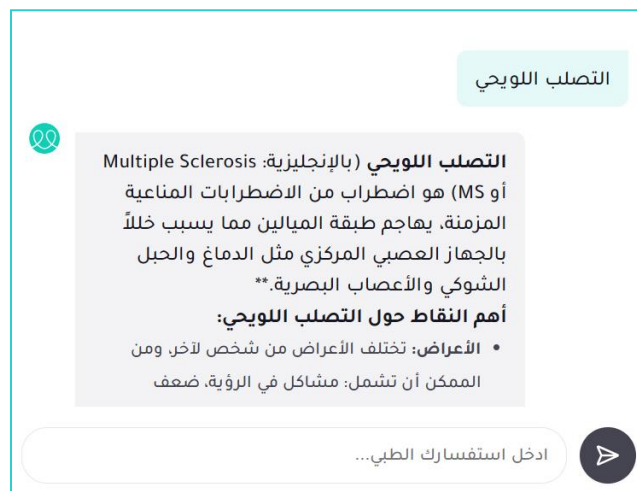 التصلب اللويحي
التصلب اللويحي (بالإنجليزية: Multiple Sclerosis
أو MS) هو اضطراب من الاضطرابات المناعية
المزمنة، يهاجم طبقة الميالين مما يسبب خللاً
بالجهاز العصبي المركزي مثل الدماغ والحبل
الشوكي والأعصاب البصرية.**
أهم النقاط حول التصلب اللويحي:
• الأعراض: تختلف الأعراض من شخص لآخر، ومن
الممكن أن تشمل: مشاكل في الرؤية، ضعف
ادخل استفسارك الطبي...